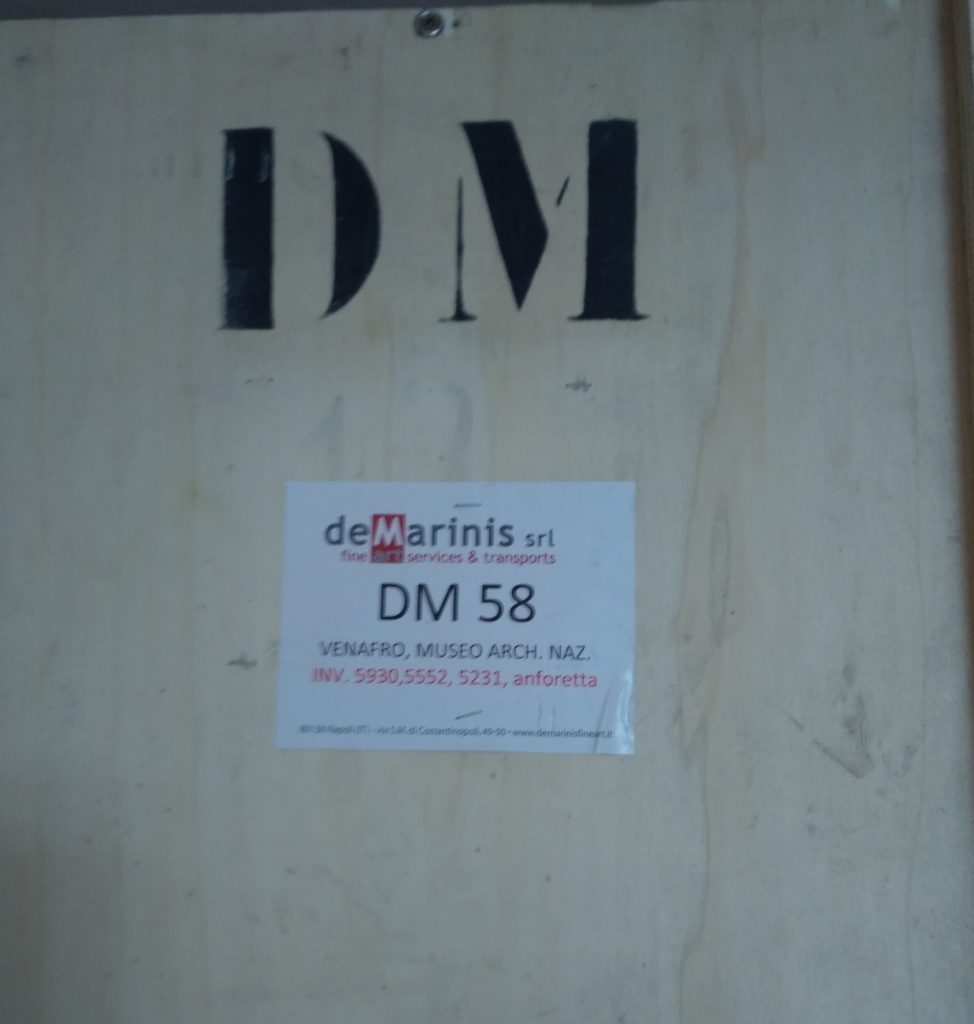 DM
deMarinis srl
fine art services & transports
DM 58
VENAFRO, MUSEO ARCH. NAZ.
INV. 5930,5552, 5231, anforetta
80138 Napoli (IT) - via S.M. di Costantinopoli, 49-50 • www.demarinisfineart.it